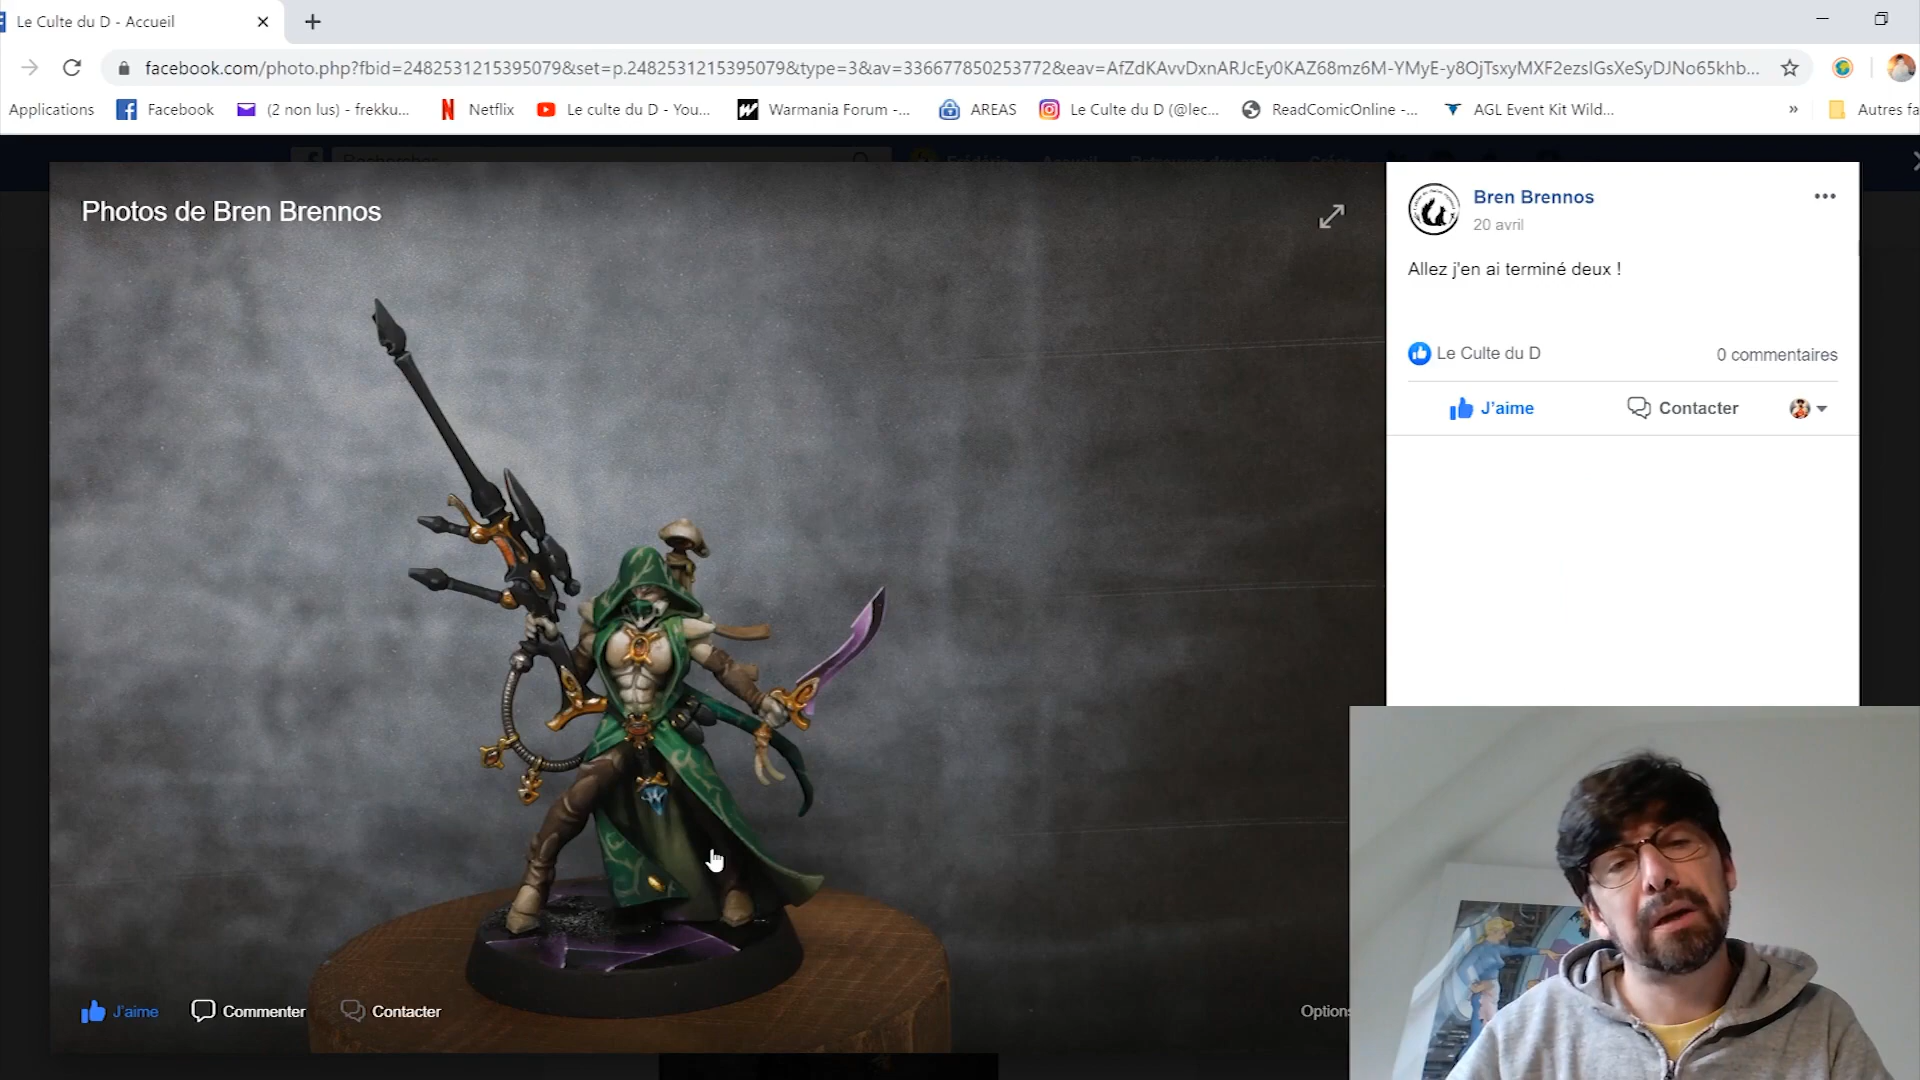 Le Culte du D - Accueil
facebook.com/photo.php?fbid=2482531215395079&set=p.2482531215395079&type=3&av=336677850253772&eav=AfZdKAvvDxnARJcEy0KAZ68mz6M-YMyE-y8OjTsxyMXF2ezsIGsXeSyDJNo65khb...
Applications Facebook (2 non lus) - frekku... Netflix Le culte du D - You... Warmania Forum -... AREAS Le Culte du D (@lec... ReadComicOnline -... AGL Event Kit Wild... » Autres fa
Photos de Bren Brennos
Bren Brennos
20 avril
Allez j'en ai terminé deux !
Le Culte du D 0 commentaires
J'aime Contacter
J'aime Commenter Contacter Options